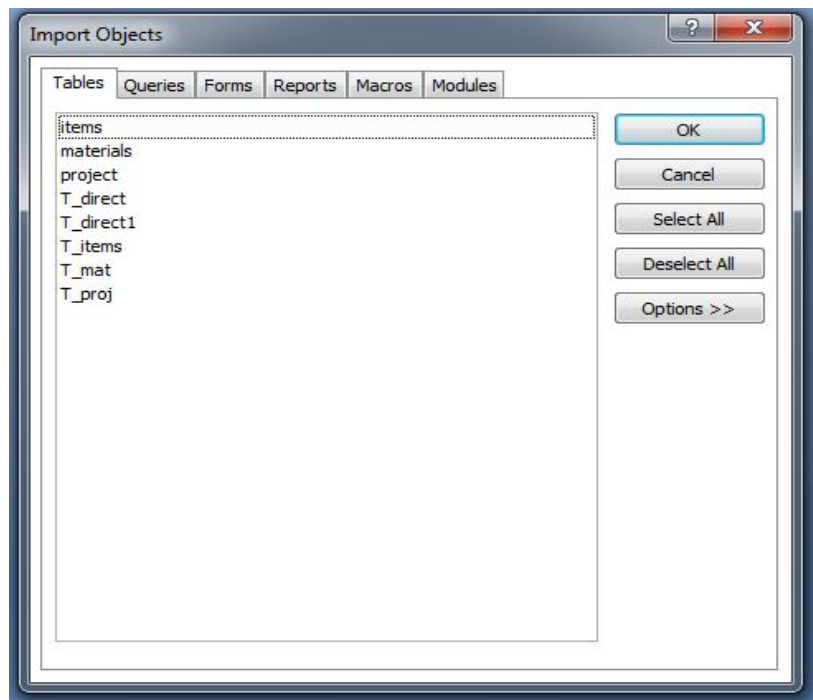 Import Objects
?
X
Tables Queries Forms Reports Macros Modules
items
materials
project
T_direct
T_direct1
T_items
T_mat
T_proj
OK
Cancel
Select All
Deselect All
Options >>